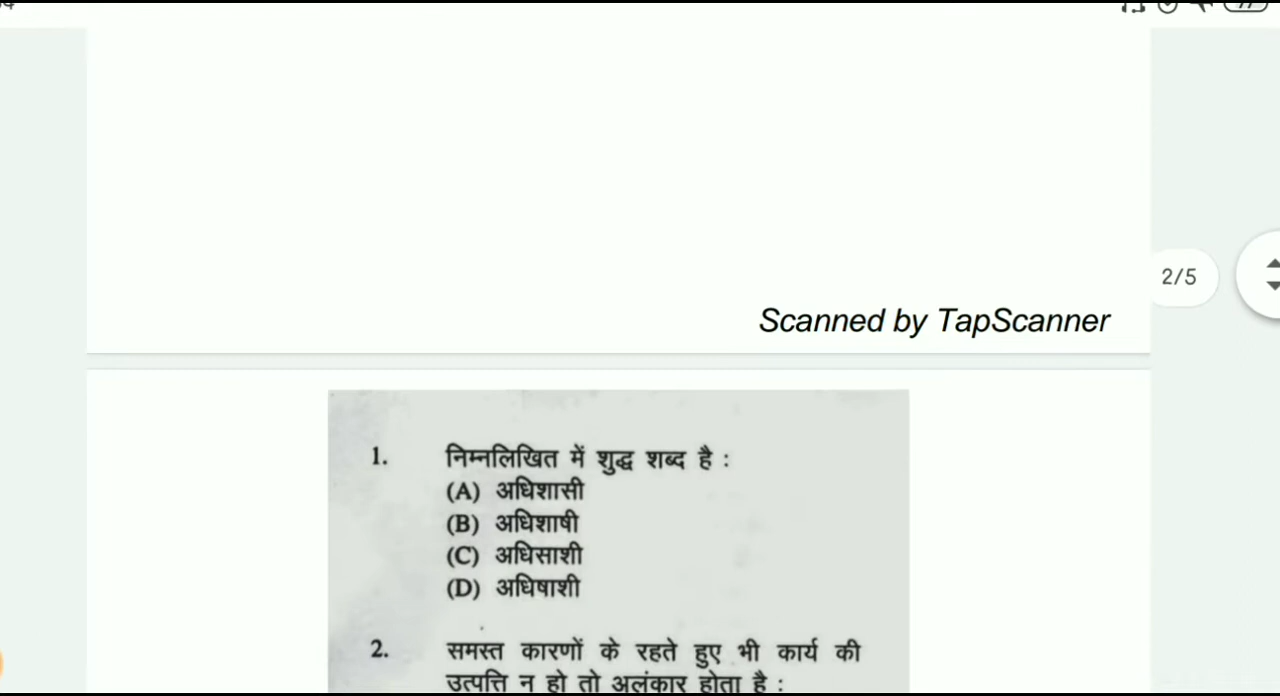 2/5
Scanned by TapScanner
1. निम्नलिखित में शुद्ध शब्द है :
(A) अधिशासी
(B) अधिशाषी
(C) अधिसाशी
(D) अधिषाशी
2. समस्त कारणों के रहते हुए भी कार्य की
उत्पत्ति न हो तो अलंकार होता है :